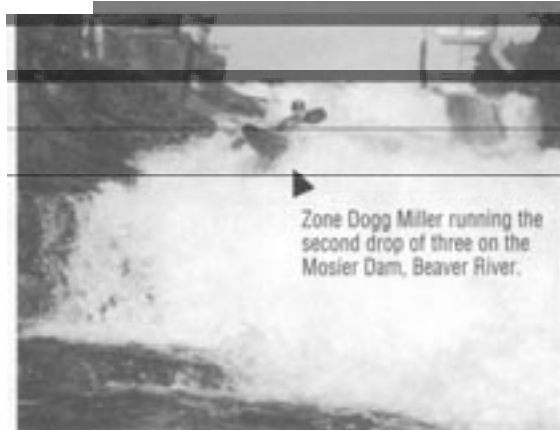 Zone Dogg Miller running the
second drop of three on the
Mosier Dam, Beaver River.